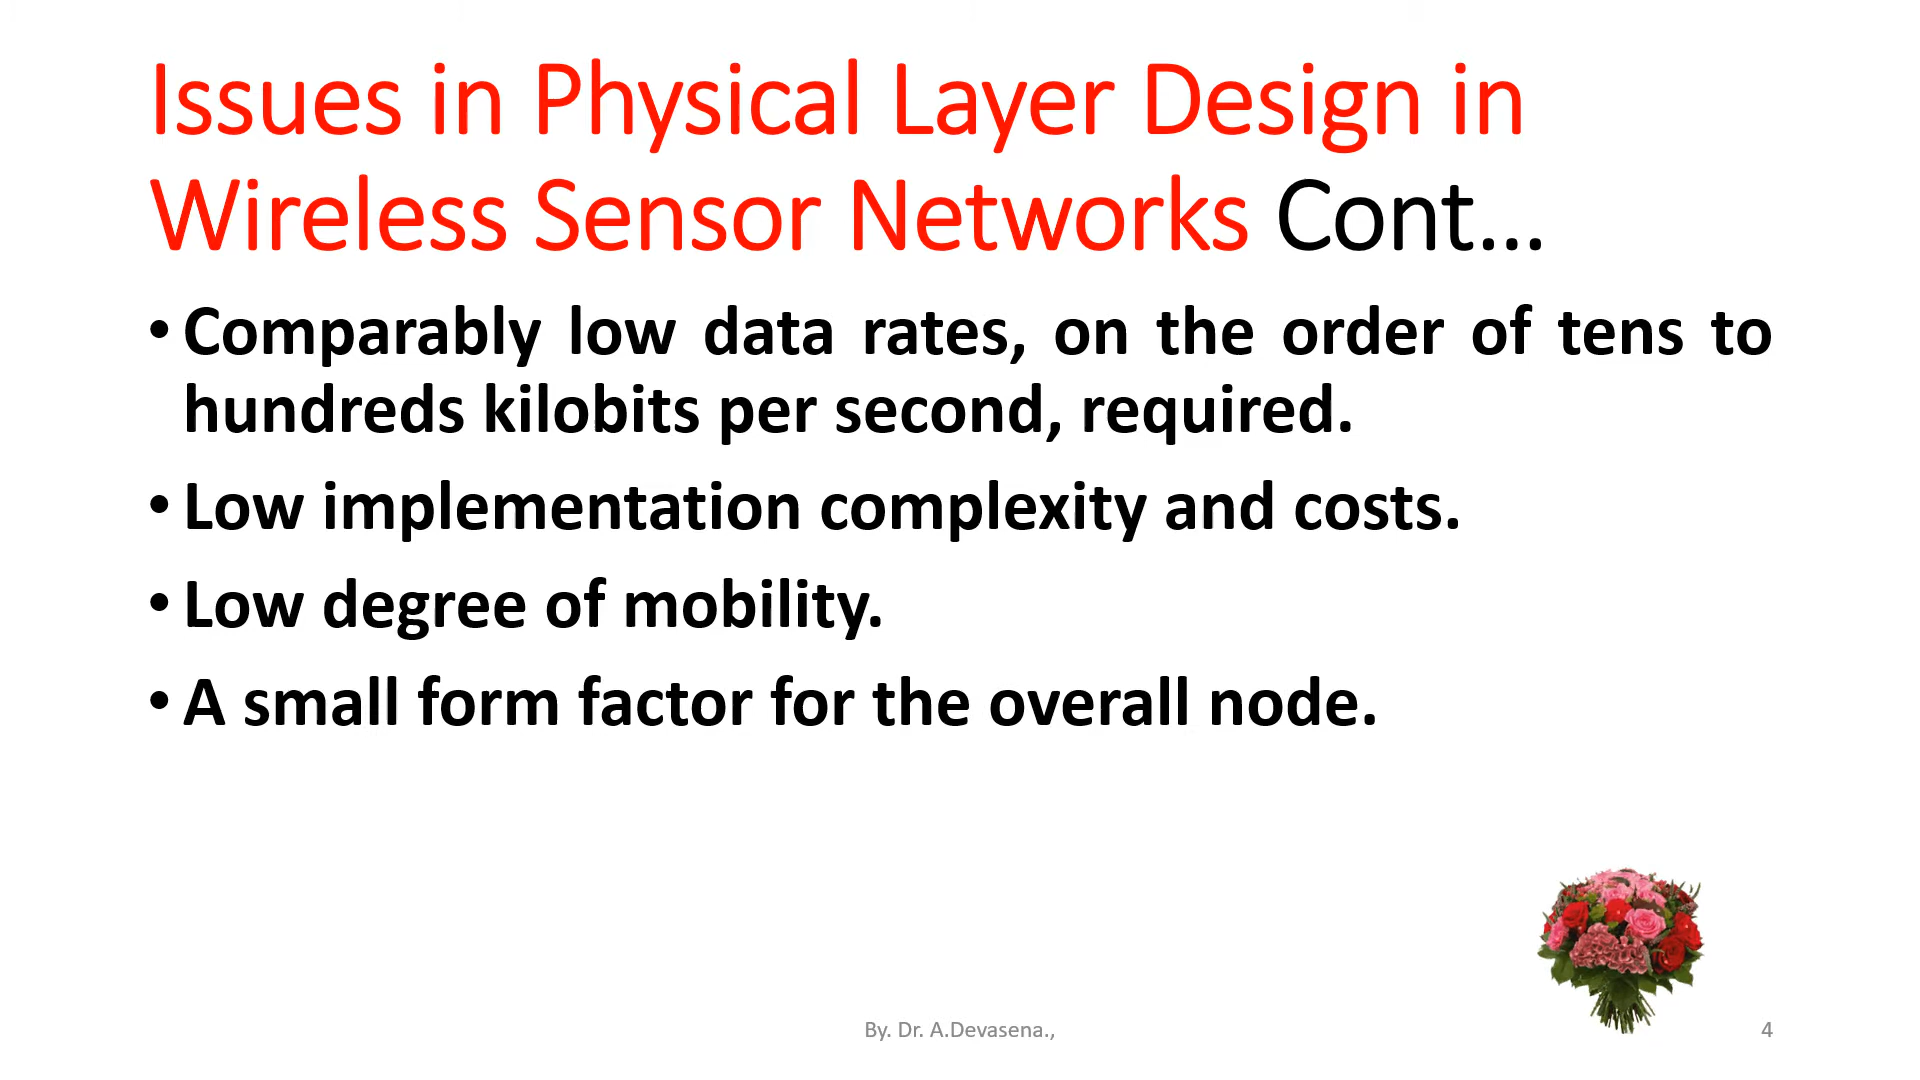 Issues in Physical Layer Design in
Wireless Sensor Networks Cont...
• Comparably low data rates, on the order of tens to
hundreds kilobits per second, required.
• Low implementation complexity and costs.
• Low degree of mobility.
• A small form factor for the overall node.
By. Dr. A.Devasena.,
4